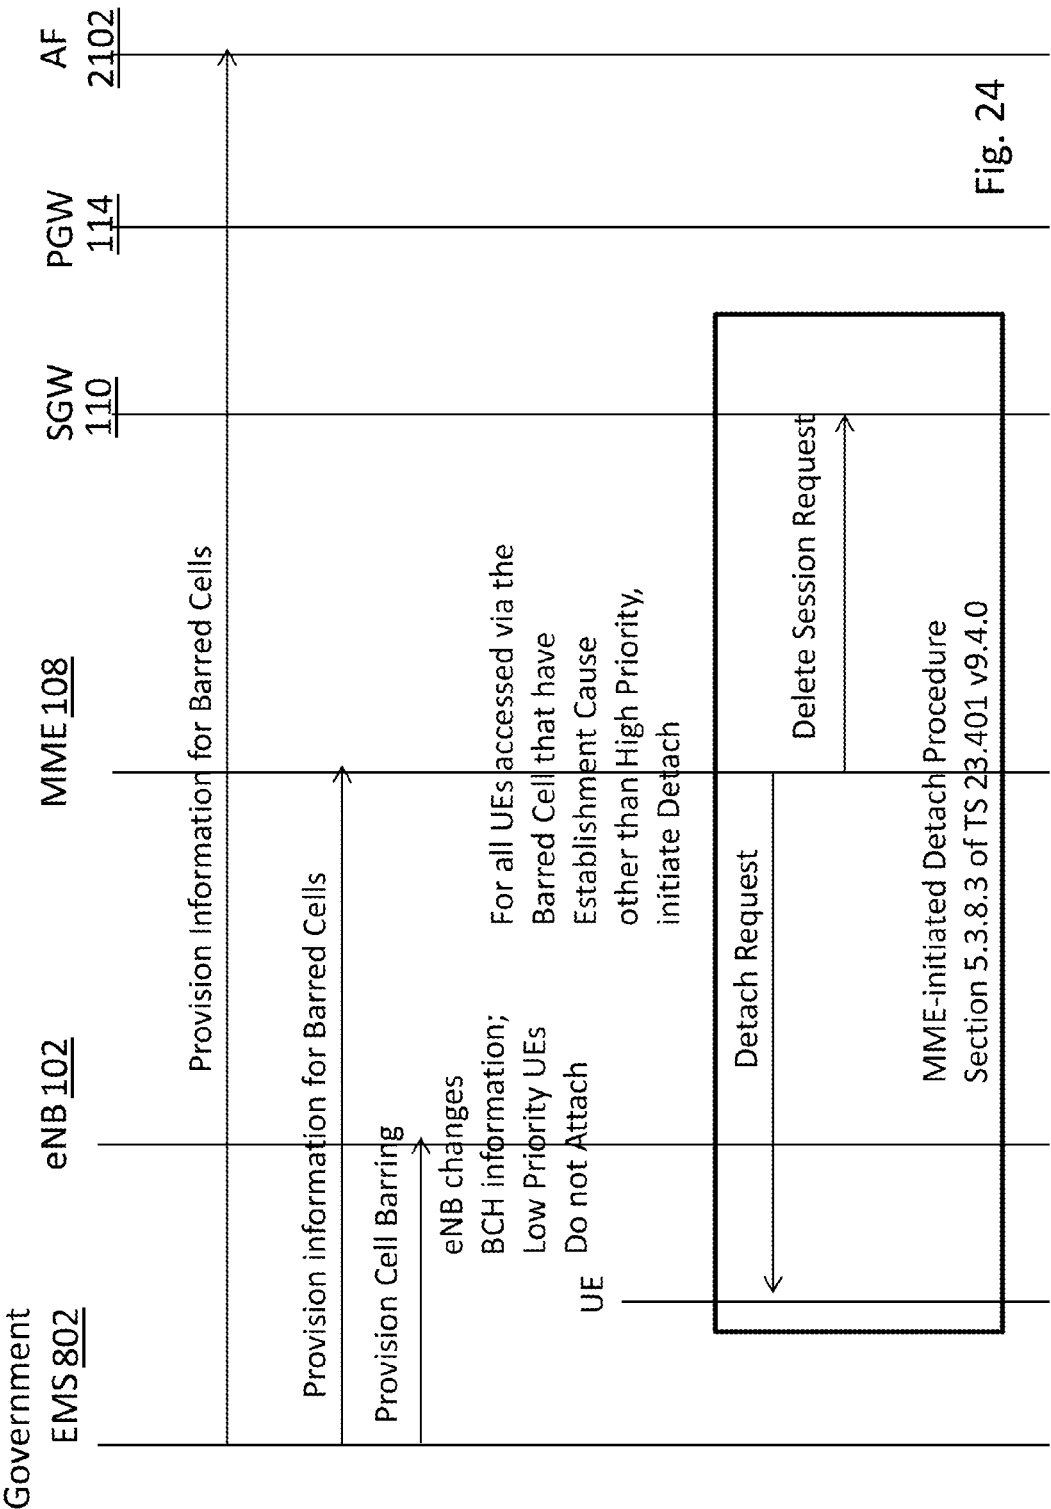 Government
EMS 802
eNB 102
MME 108
SGW
110
PGW
114
AF
2102
Provision Information for Barred Cells
Provision information for Barred Cells
Provision Cell Barring
eNB changes
BCH information;
Low Priority UEs
Do not Attach
For all UEs accessed via the
Barred Cell that have
Establishment Cause
other than High Priority,
initiate Detach
UE
Detach Request
Delete Session Request
MME-initiated Detach Procedure
Section 5.3.8.3 of TS 23.401 v9.4.0
Fig. 24